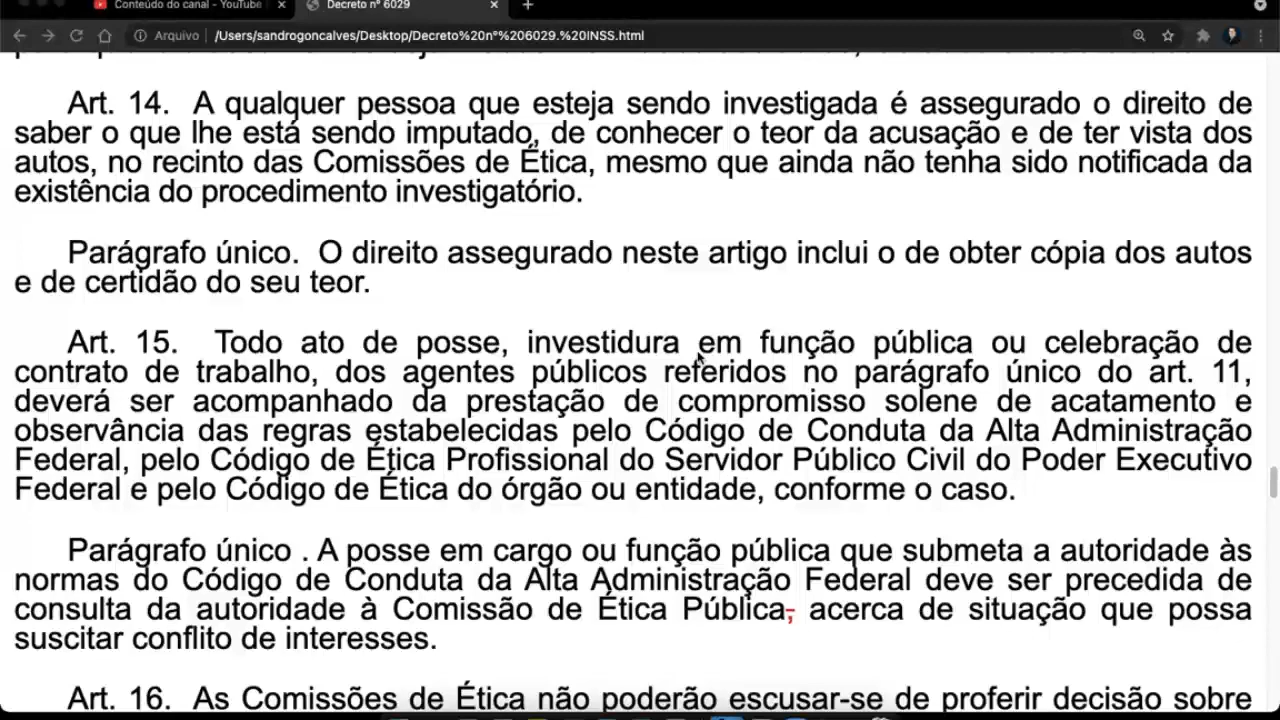 Conteúdo do canal - YouTube
Decreto nº 6029
Arquivo /Users/sandrogoncalves/Desktop/Decreto%20nº%206029.%20INSS.html
Art. 14. A qualquer pessoa que esteja sendo investigada é assegurado o direito de
saber o que lhe está sendo imputado, de conhecer o teor da acusação e de ter vista dos
autos, no recinto das Comissões de Ética, mesmo que ainda não tenha sido notificada da
existência do procedimento investigatório.
Parágrafo único. O direito assegurado neste artigo inclui o de obter cópia dos autos
e de certidão do seu teor.
Art. 15. Todo ato de posse, investidura em função pública ou celebração de
contrato de trabalho, dos agentes públicos referidos no parágrafo único do art. 11,
deverá ser acompanhado da prestação de compromisso solene de acatamento e
observância das regras estabelecidas pelo Código de Conduta da Alta Administração
Federal, pelo Código de Ética Profissional do Servidor Público Civil do Poder Executivo
Federal e pelo Código de Ética do órgão ou entidade, conforme o caso.
Parágrafo único . A posse em cargo ou função pública que submeta a autoridade às
normas do Código de Conduta da Alta Administração Federal deve ser precedida de
consulta da autoridade à Comissão de Ética Pública, acerca de situação que possa
suscitar conflito de interesses.
Art. 16. As Comissões de Ética não poderão escusar-se de proferir decisão sobre